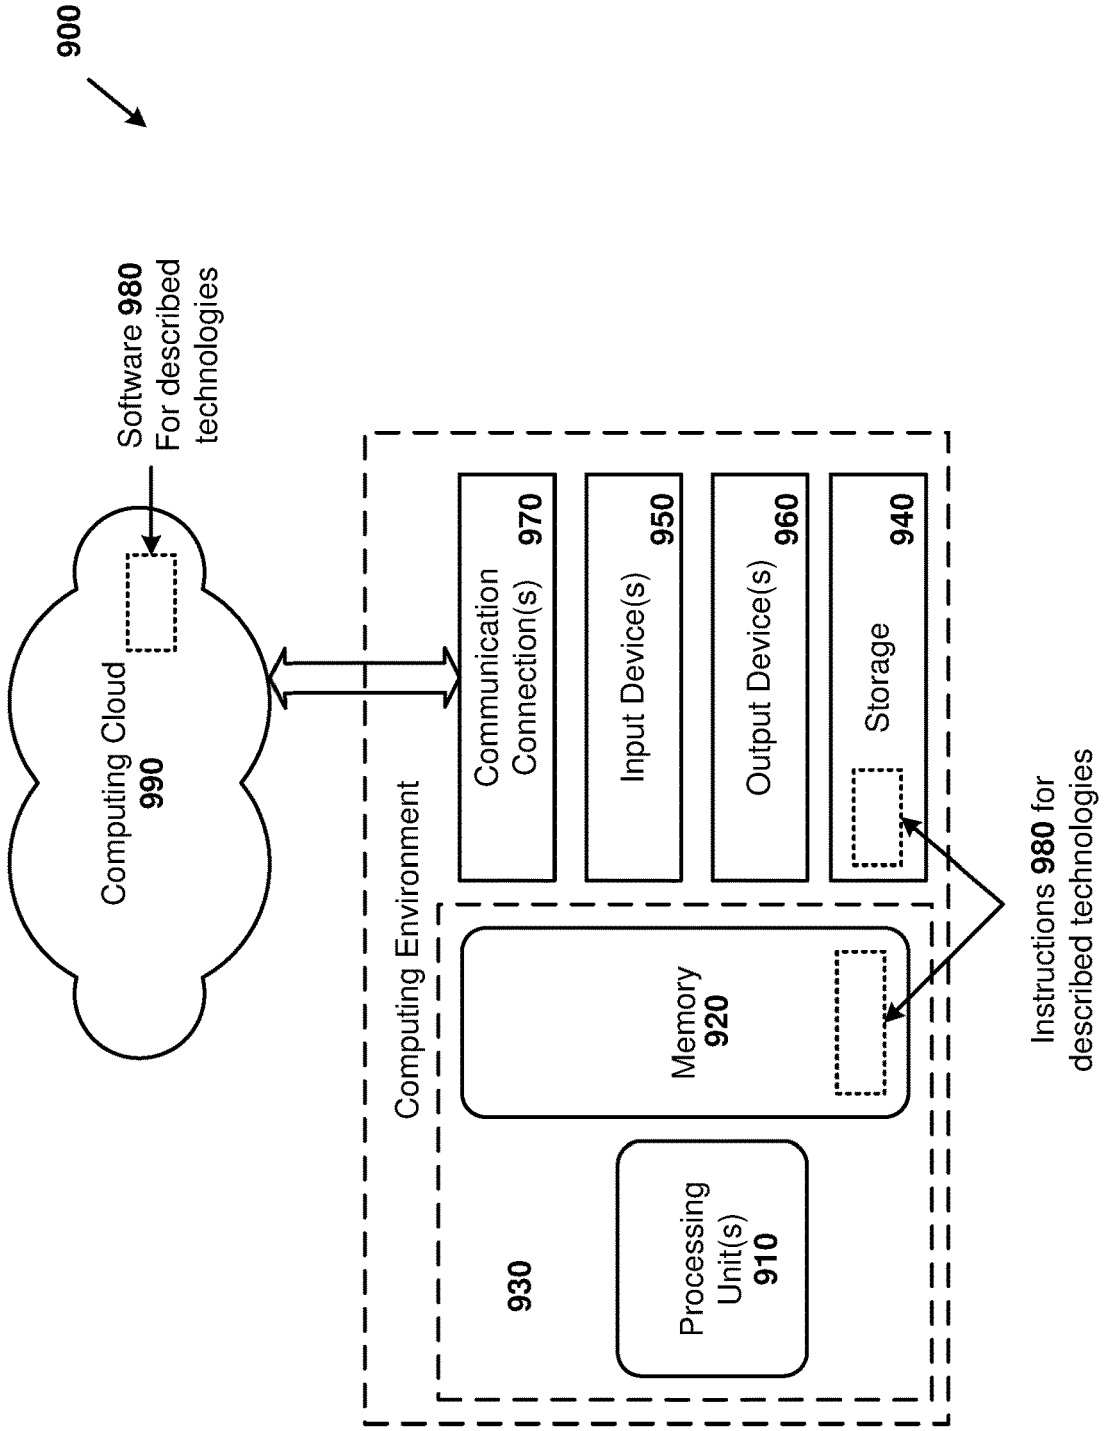 900
Software 980
For described
technologies
Computing Cloud
990
Computing Environment
930
Processing
Unit(s)
910
Memory
920
Communication
Connection(s)
970
Input Device(s)
950
Output Device(s)
960
Storage
940
Instructions 980 for
described technologies